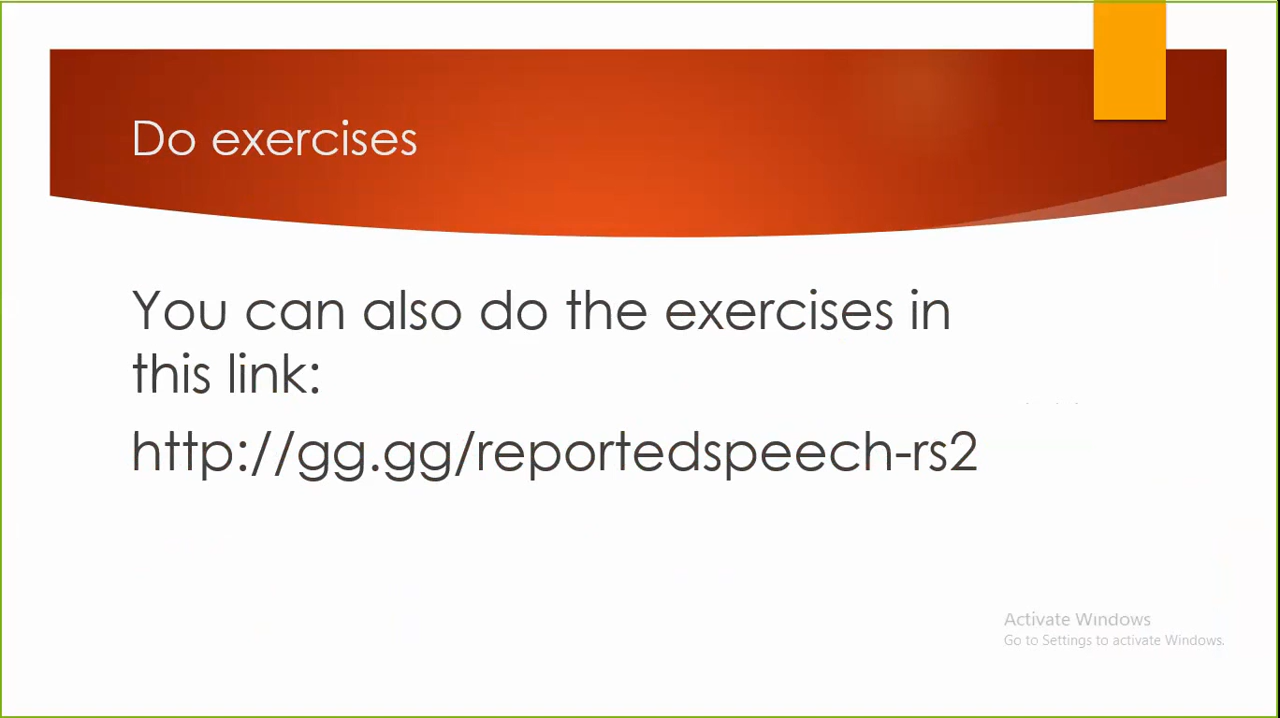 Do exercises
You can also do the exercises in
this link:
http://gg.gg/reportedspeech-rs2
Activate Windows
Go to Settings to activate Windows.